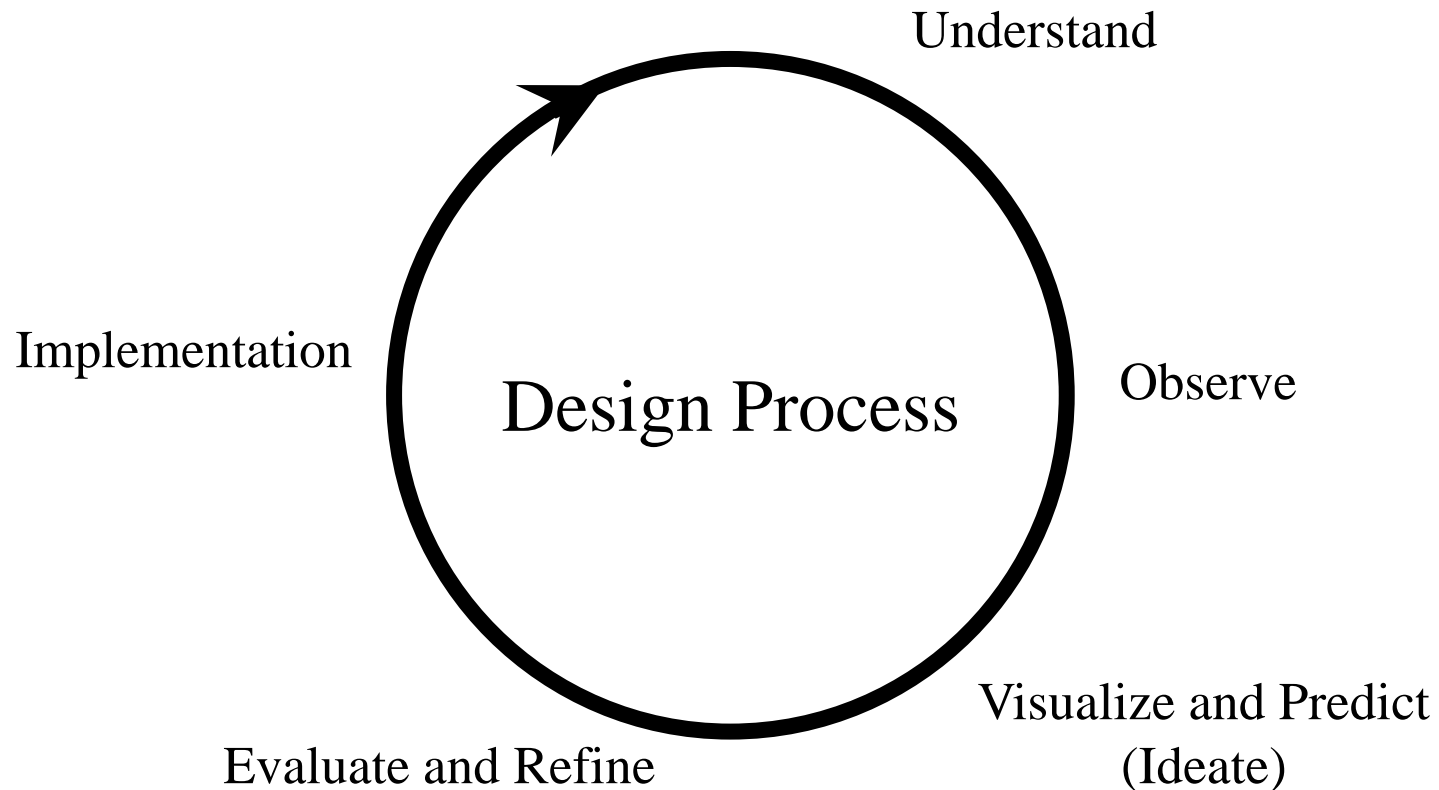 Understand
Implementation
Observe
Design Process
Visualize and Predict
(Ideate)
Evaluate and Refine